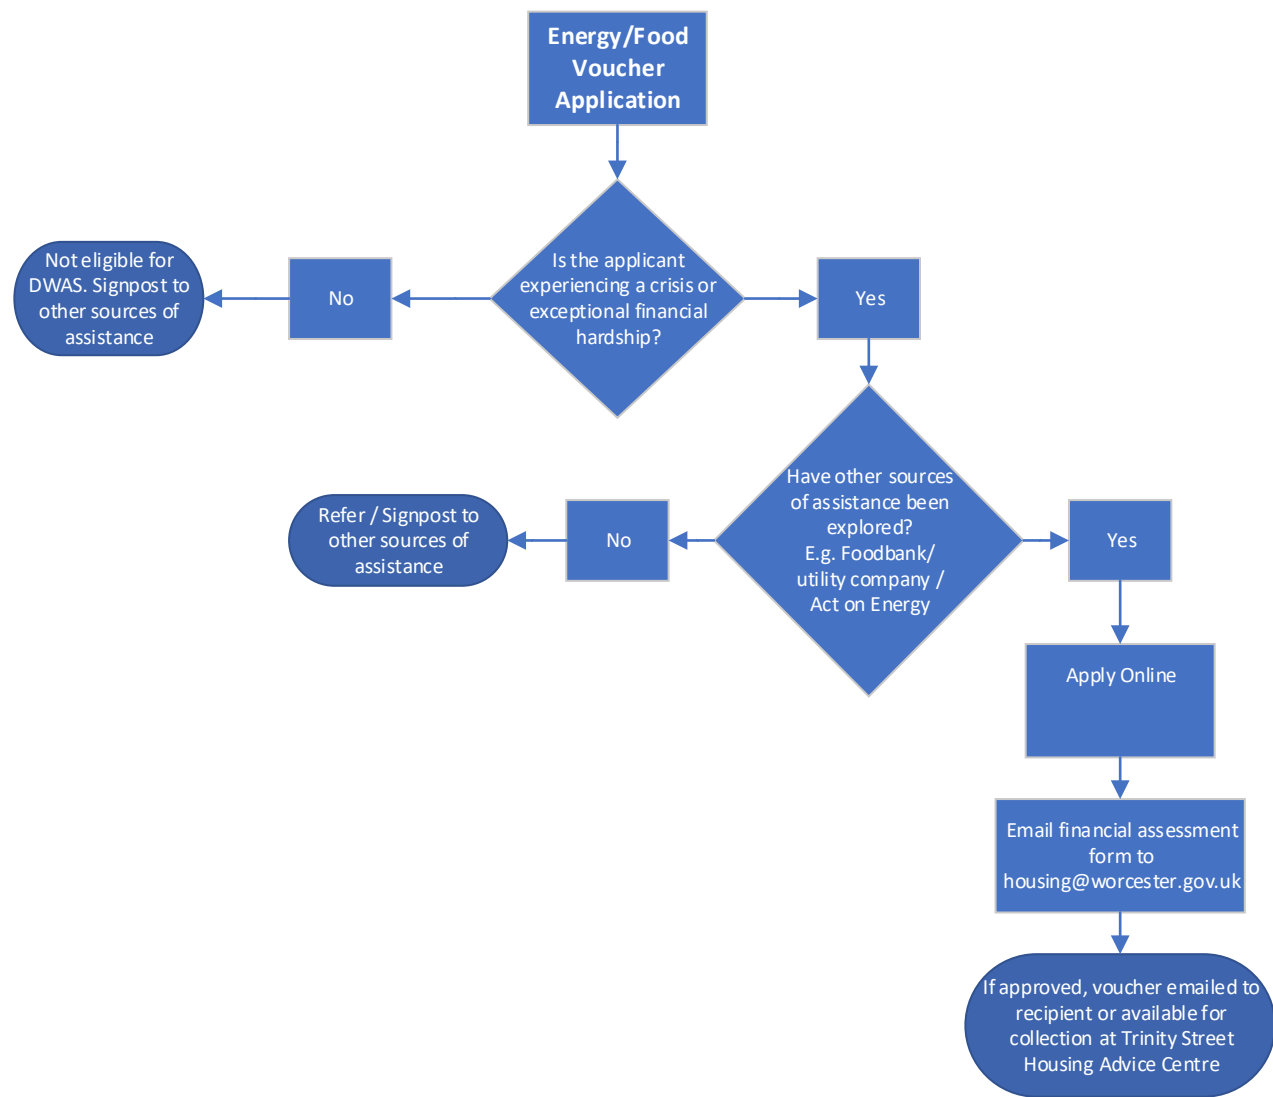 Energy/Food
Voucher
Application
Is the applicant
experiencing a crisis or
exceptional financial
hardship?
No
Not eligible for
DWAS. Signpost to
other sources of
assistance
Yes
Have other sources
of assistance been
explored?
E.g. Foodbank/
utility company /
Act on Energy
No
Refer / Signpost to
other sources of
assistance
Yes
Apply Online
Email financial assessment
form to
housing@worcester.gov.uk
If approved, voucher emailed to
recipient or available for
collection at Trinity Street
Housing Advice Centre